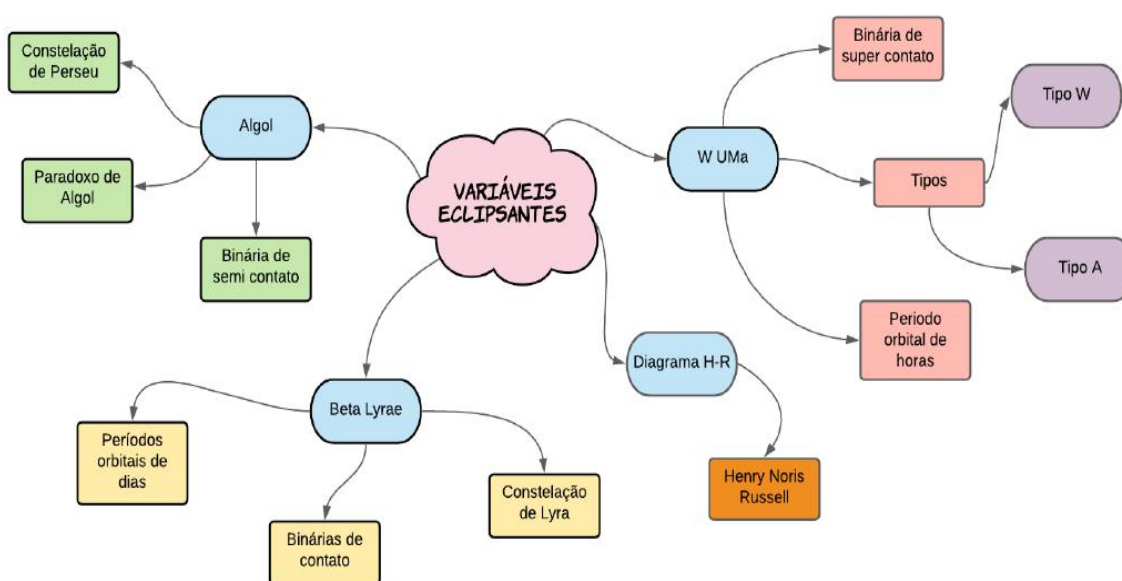 Constelação
de Perseu
Algol
Paradoxo de
Algol
Binária de
semi contato
VARIÁVEIS
ECLIPSANTES
Binária de
super contato
W UMa
Tipos
Tipo W
Tipo A
Periodo
orbital de
horas
Diagrama H-R
Henry Noris
Russell
Beta Lyrae
Períodos
orbitais de
dias
Binárias de
contato
Constelação
de Lyra